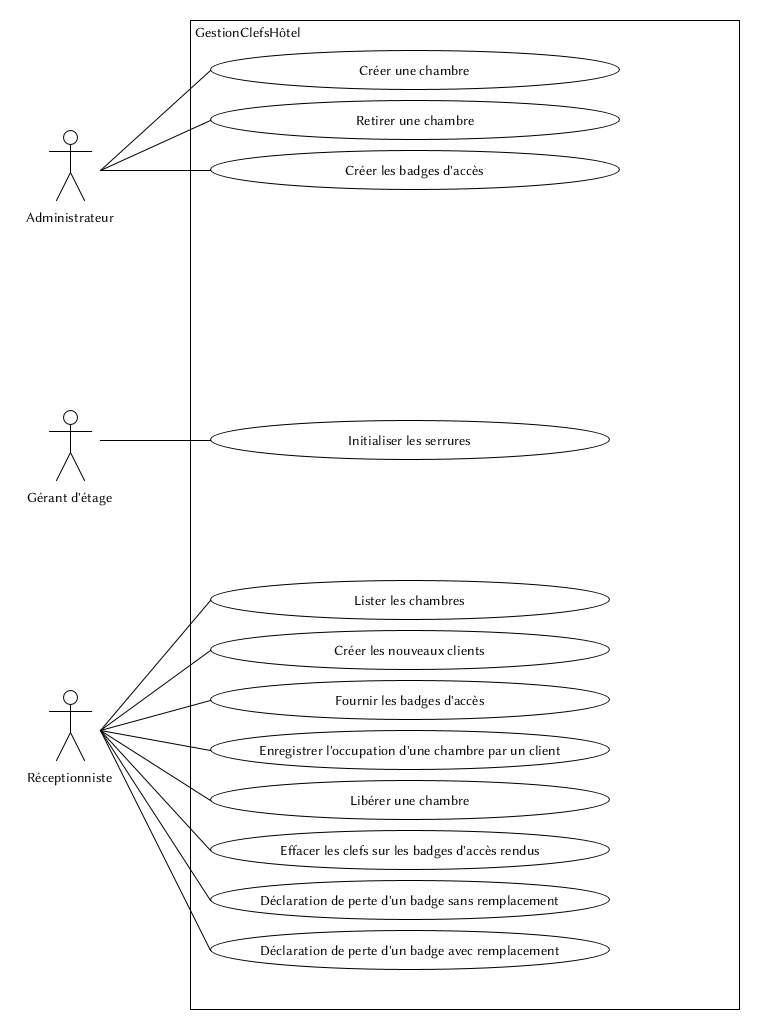 GestionClefsHôtel
Créer une chambre
Retirer une chambre
Créer les badges d'accès
Administrateur
Initialiser les serrures
Gérant d'étage
Lister les chambres
Créer les nouveaux clients
Fournir les badges d'accès
Enregistrer l'occupation d'une chambre par un client
Réceptionniste
Libérer une chambre
Effacer les clefs sur les badges d'accès rendus
Déclaration de perte d'un badge sans remplacement
Déclaration de perte d'un badge avec remplacement